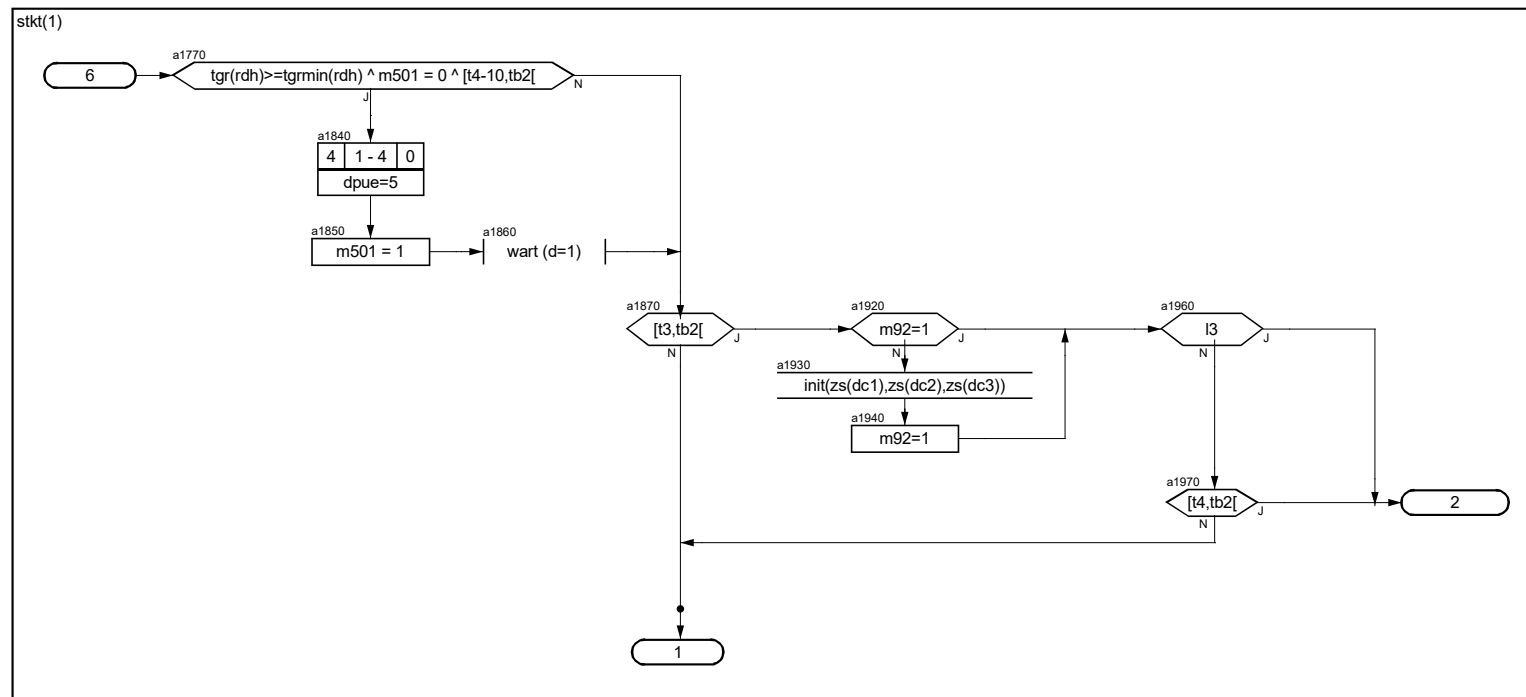 stkt(1)
a1770
6
tgr(rdh)>=tgrmin(rdh) ^ m501 = 0 ^ [t4-10,tb2[
N
J
a1840
4 1 - 4 0
dpue=5
a1850
m501 = 1
a1860
wart (d=1)
a1870
[t3,tb2[
J
N
a1920
m92=1
J
N
a1930
init(zs(dc1),zs(dc2),zs(dc3))
a1940
m92=1
a1960
l3
J
N
a1970
[t4,tb2[
J
N
2
1